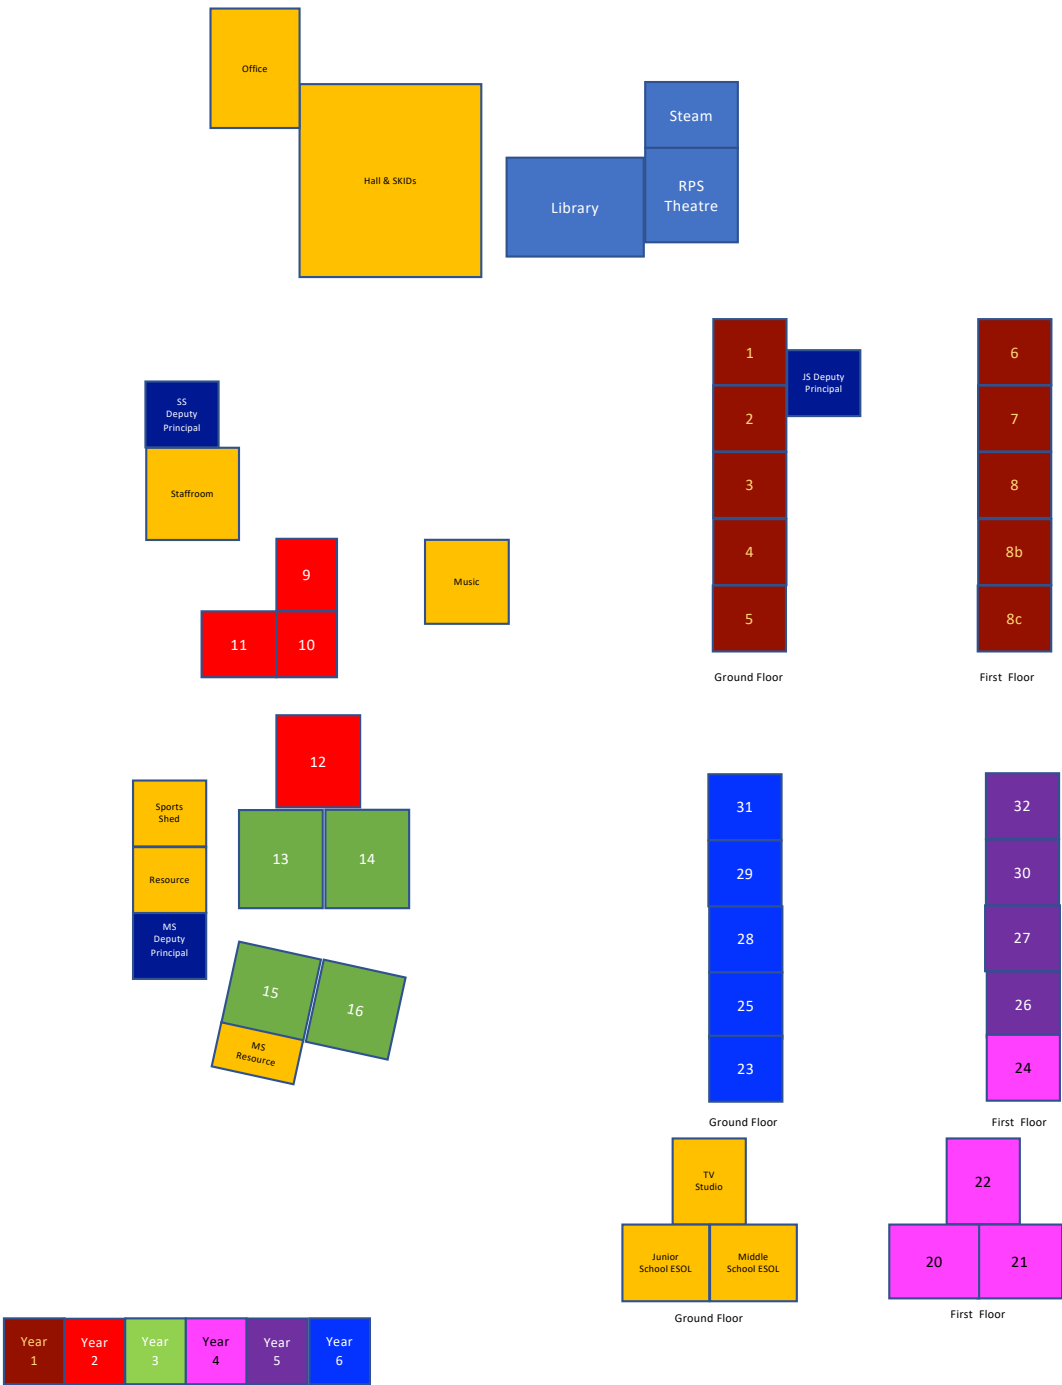 Office
Hall & SKIDs
Steam
RPS
Theatre
Library
1
2
3
4
5
JS Deputy
Principal
Ground Floor
6
7
8
8b
8c
First Floor
SS
Deputy
Principal
Staffroom
9
11
10
Music
12
13
14
Sports
Shed
Resource
MS
Deputy
Principal
15
16
MS
Resource
31
29
28
25
23
Ground Floor
32
30
27
26
24
First Floor
TV
Studio
Junior
School ESOL
Middle
School ESOL
Ground Floor
22
20
21
First Floor
Year
1
Year
2
Year
3
Year
4
Year
5
Year
6